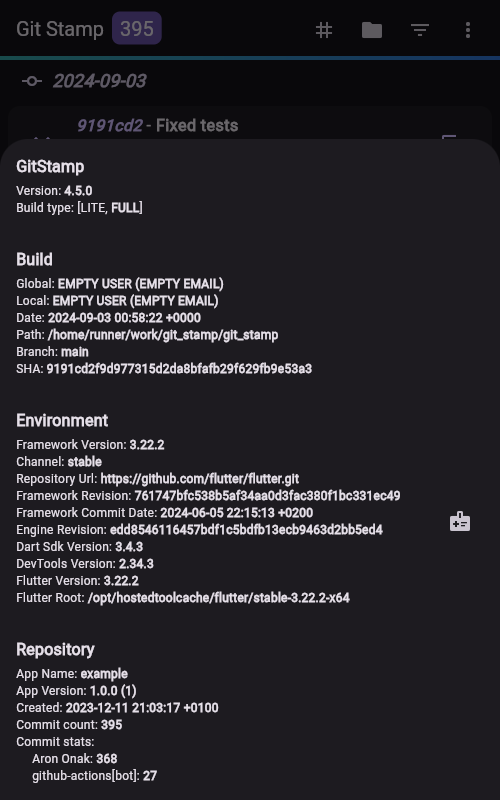 Git Stamp 395
2024-09-03
9191cd2 - Fixed tests
GitStamp
Version: 4.5.0
Build type: [LITE, FULL]
Build
Global: EMPTY USER (EMPTY EMAIL)
Local: EMPTY USER (EMPTY EMAIL)
Date: 2024-09-03 00:58:22 +0000
Path: /home/runner/work/git_stamp/git_stamp
Branch: main
SHA: 9191cd2f9d977315d2da8bfafb29f629fb9e53a3
Environment
Framework Version: 3.22.2
Channel: stable
Repository Url: https://github.com/flutter/flutter.git
Framework Revision: 761747bfc538b5af34aa0d3fac380f1bc331ec49
Framework Commit Date: 2024-06-05 22:15:13 +0200
Engine Revision: edd8546116457bdf1c5bdfb13ecb9463d2bb5ed4
Dart Sdk Version: 3.4.3
DevTools Version: 2.34.3
Flutter Version: 3.22.2
Flutter Root: /opt/hostedtoolcache/flutter/stable-3.22.2-x64
Repository
App Name: example
App Version: 1.0.0 (1)
Created: 2023-12-11 21:03:17 +0100
Commit count: 395
Commit stats:
Aron Onak: 368
github-actions[bot]: 27